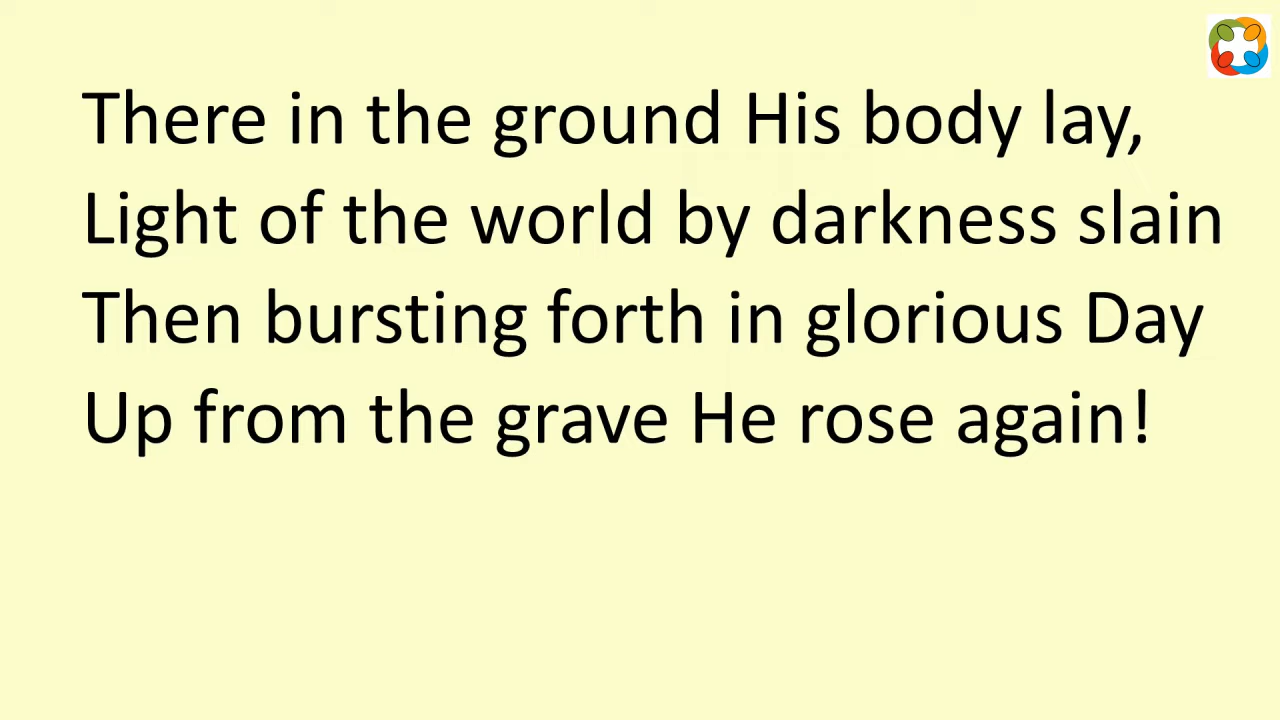 There in the ground His body lay,
Light of the world by darkness slain
Then bursting forth in glorious Day
Up from the grave He rose again!